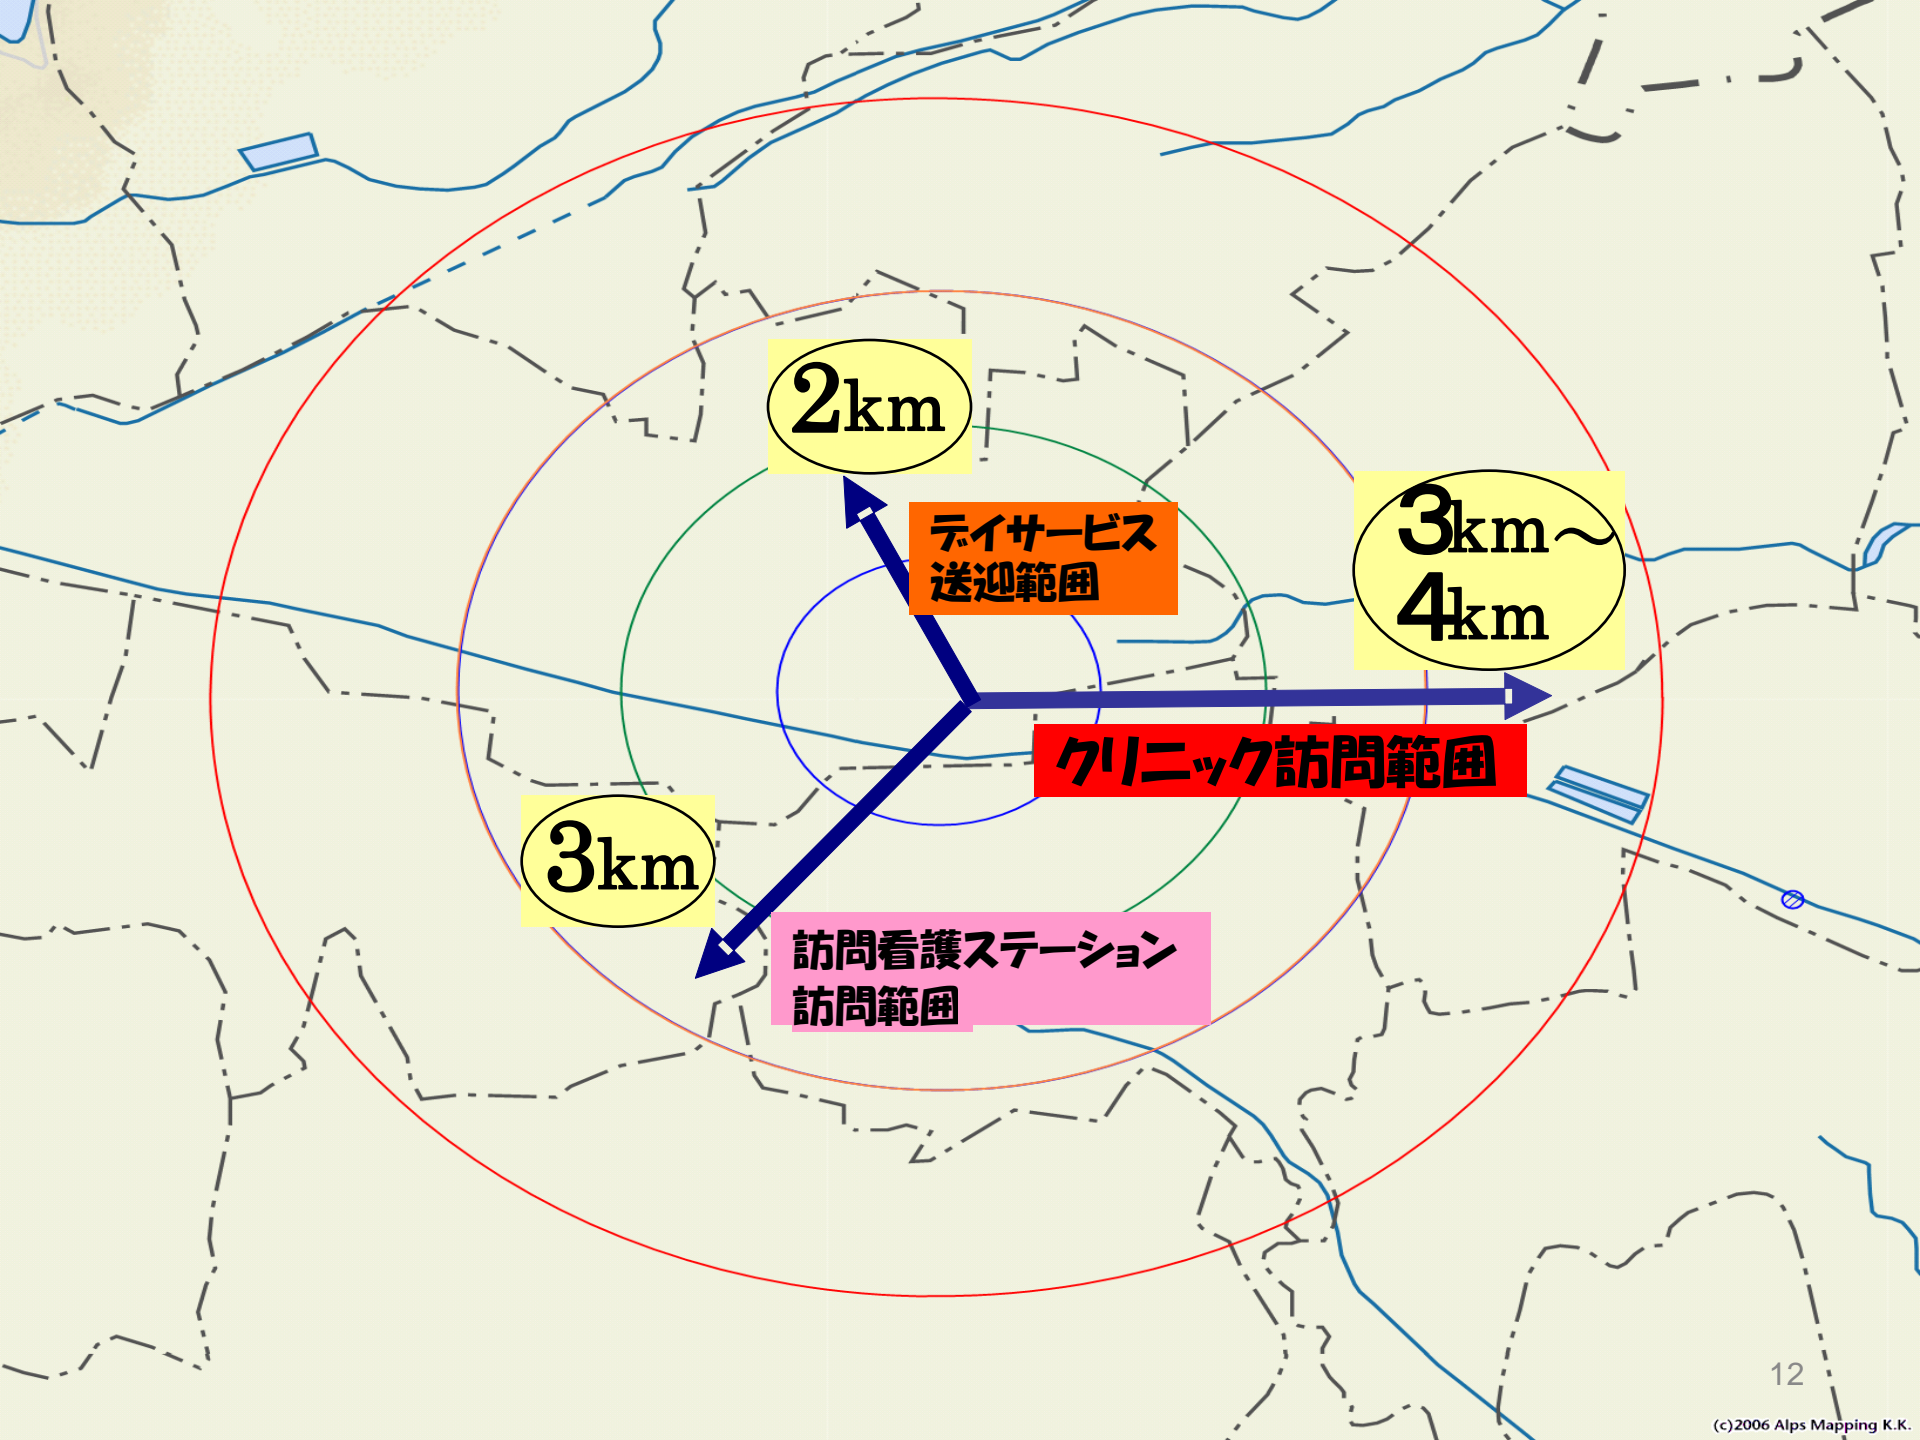 2km
デイサービス
送迎範囲
3km～
4km
クリニック訪問範囲
3km
訪問看護ステーション
訪問範囲
12
(c)2006 Alps Mapping K.K.